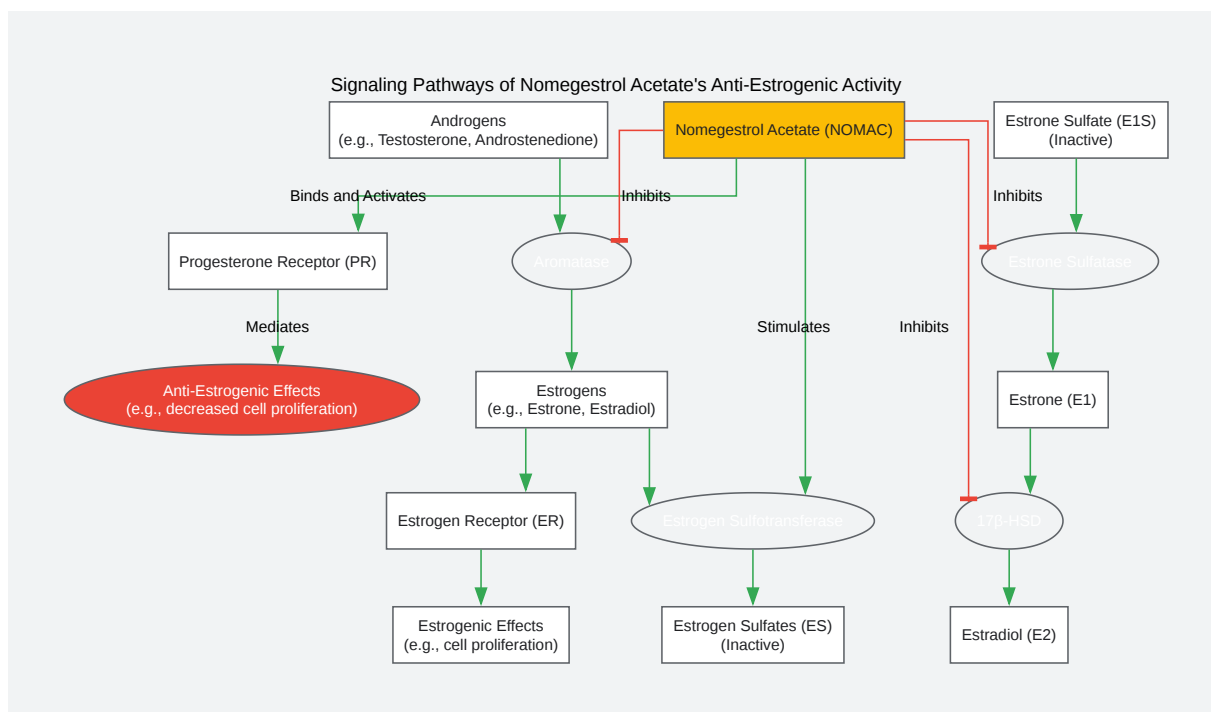 Signaling Pathways of Nomegestrol Acetate's Anti-Estrogenic Activity
Androgens
(e.g., Testosterone, Androstenedione)
Nomegestrol Acetate (NOMAC)
Estrone Sulfate (E1S)
(Inactive)
Binds and Activates
Inhibits
Inhibits
Progesterone Receptor (PR)
Aromatase
Estrone Sulfatase
Mediates
Stimulates
Inhibits
Anti-Estrogenic Effects
(e.g., decreased cell proliferation)
Estrogens
(e.g., Estrone, Estradiol)
Estrone (E1)
Estrogen Receptor (ER)
Estrogen Sulfotransferase
17β-HSD
Estrogenic Effects
(e.g., cell proliferation)
Estrogen Sulfates (ES)
(Inactive)
Estradiol (E2)